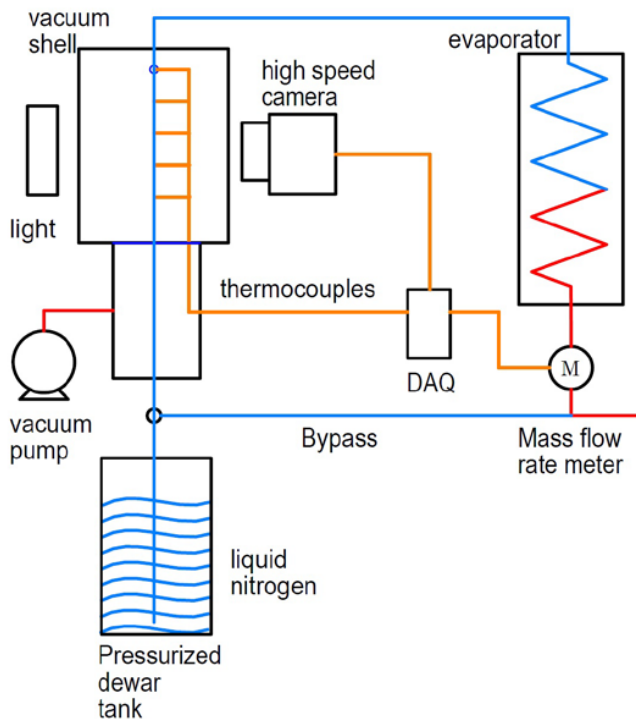 vacuum
shell
evaporator
high speed
camera
light
thermocouples
DAQ
M
vacuum
pump
Bypass
Mass flow
rate meter
liquid
nitrogen
Pressurized
dewar
tank